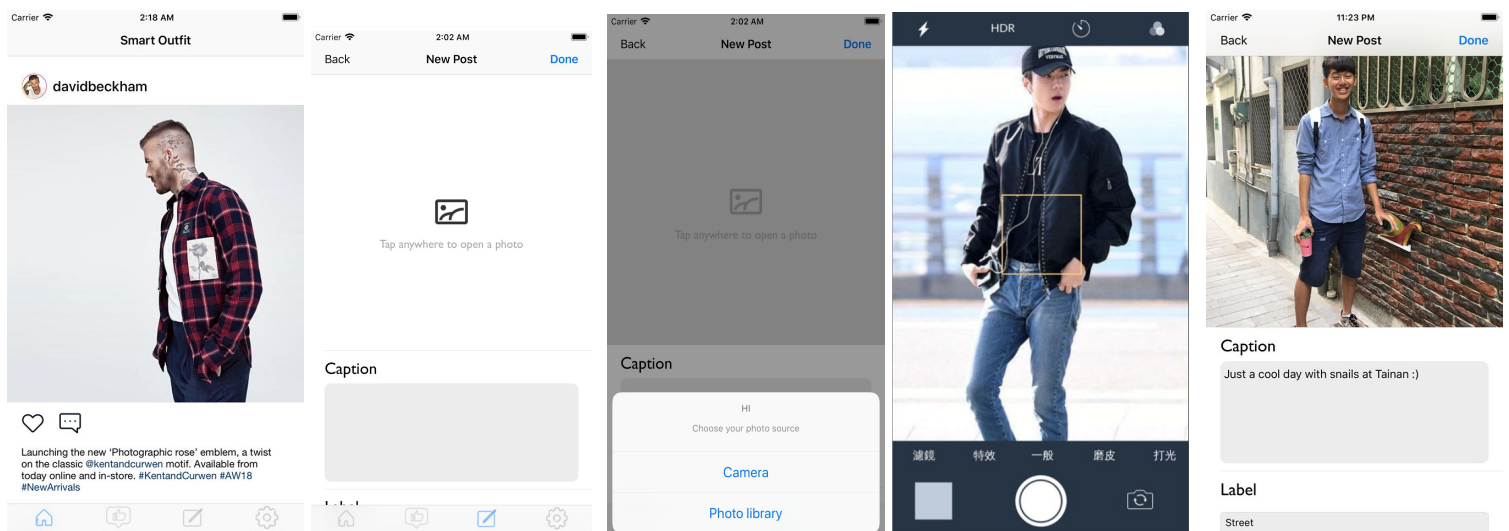 Carrier
2:18 AM
Smart Outfit
davidbeckham
Launching the new ‘Photographic rose’ emblem, a twist
on the classic @kentandcurwen motif. Available from
today online and in-store. #KentandCurwen #AW18
#NewArrivals
Carrier
2:02 AM
Back
New Post
Done
Tap anywhere to open a photo
Caption
Label
Carrier
2:02 AM
Back
New Post
Done
Tap anywhere to open a photo
Caption
HI
Choose your photo source
Camera
Photo library
HDR
濾鏡
特效
一般
磨皮
打光
Carrier
11:23 PM
Back
New Post
Done
Caption
Just a cool day with snails at Tainan :)
Label
Street